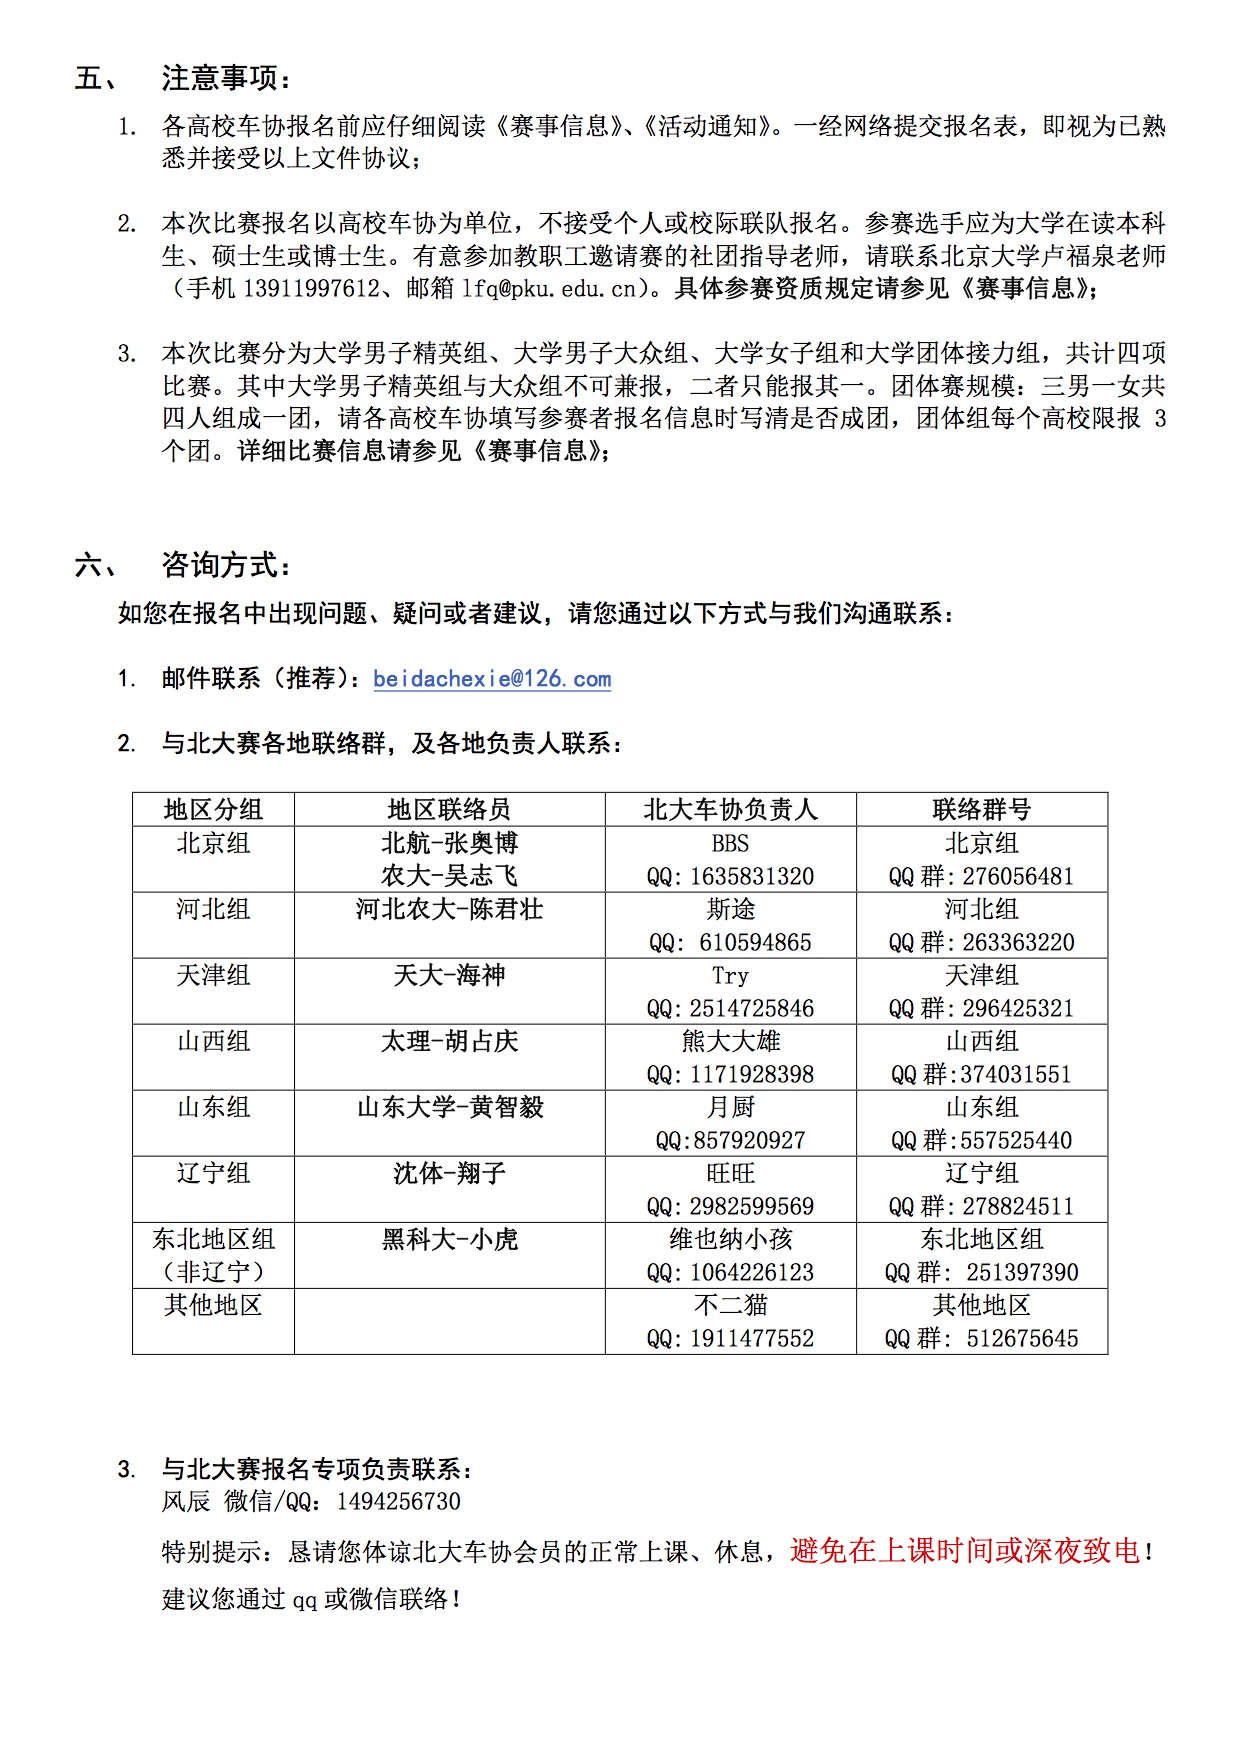 五、 注意事项：
1. 各高校车协报名前应仔细阅读《赛事信息》、《活动通知》。一经网络提交报名表，即视为已熟
悉并接受以上文件协议；
2. 本次比赛报名以高校车协为单位，不接受个人或校际联队报名。参赛选手应为大学在读本科
生、硕士生或博士生。有意参加教职工邀请赛的社团指导老师，请联系北京大学卢福泉老师
（手机 13911997612、邮箱 lfq@pku.edu.cn）。具体参赛资质规定请参见《赛事信息》；
3. 本次比赛分为大学男子精英组、大学男子大众组、大学女子组和大学团体接力组，共计四项
比赛。其中大学男子精英组与大众组不可兼报，二者只能报其一。团体赛规模：三男一女共
四人组成一团，请各高校车协填写参赛者报名信息时写清是否成团，团体组每个高校限报 3
个团。详细比赛信息请参见《赛事信息》；
六、 咨询方式：
如您在报名中出现问题、疑问或者建议，请您通过以下方式与我们沟通联系：
1. 邮件联系（推荐）：beidachexie@126.com
2. 与北大赛各地联络群，及各地负责人联系：
地区分组 地区联络员 北大车协负责人 联络群号
北京组 北航-张奥博 BBS 北京组
农大-吴志飞 QQ：1635831320 QQ 群：276056481
河北组 河北农大-陈君壮 斯途 河北组
QQ： 610594865 QQ 群：263363220
天津组 天大-海神 Try 天津组
QQ：2514725846 QQ 群：296425321
山西组 太理-胡占庆 熊大大雄 山西组
QQ：1171928398 QQ 群:374031551
山东组 山东大学-黄智毅 月厨 山东组
QQ:857920927 QQ 群:557525440
辽宁组 沈体-翔子 旺旺 辽宁组
QQ：2982599569 QQ 群：278824511
东北地区组 黑科大-小虎 维也纳小孩 东北地区组
（非辽宁） QQ：1064226123 QQ 群： 251397390
其他地区 不二猫 其他地区
QQ：1911477552 QQ 群： 512675645
3. 与北大赛报名专项负责联系：
风辰 微信/QQ：1494256730
特别提示：恳请您体谅北大车协会员的正常上课、休息，避免在上课时间或深夜致电！
建议您通过 qq 或微信联络！